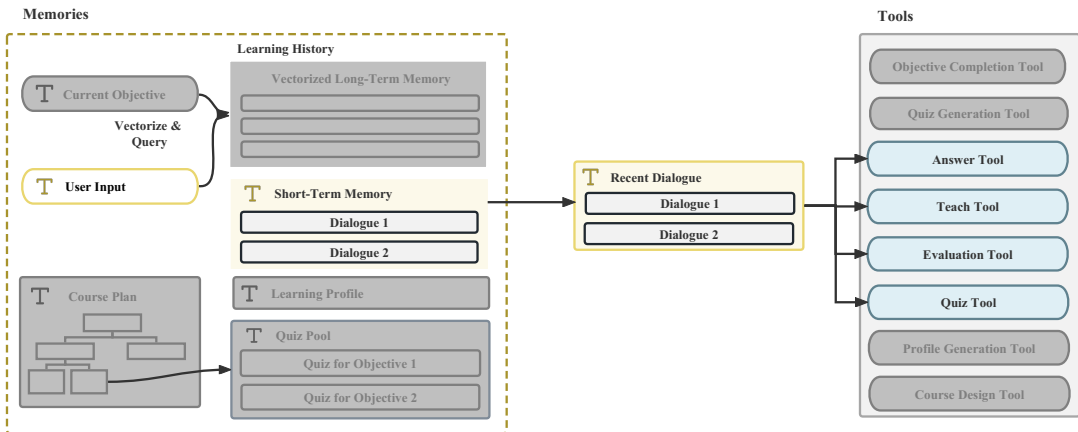 Memories
Learning History
Current Objective
Vectorize &
Query
User Input
Vectorized Long-Term Memory
Short-Term Memory
Dialogue 1
Dialogue 2
Course Plan
Learning Profile
Quiz Pool
Quiz for Objective 1
Quiz for Objective 2
Recent Dialogue
Dialogue 1
Dialogue 2
Tools
Objective Completion Tool
Quiz Generation Tool
Answer Tool
Teach Tool
Evaluation Tool
Quiz Tool
Profile Generation Tool
Course Design Tool